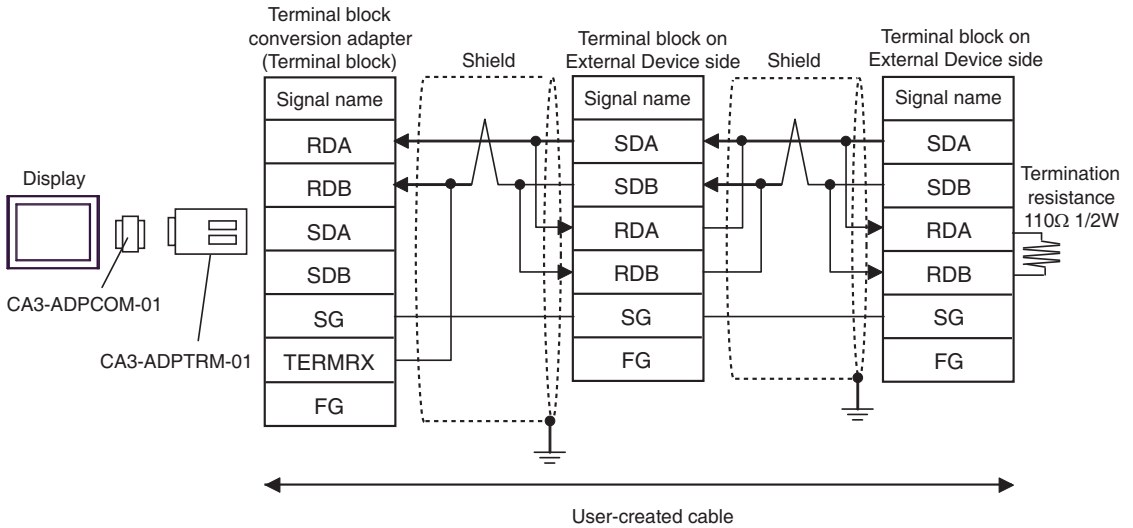 Terminal block
conversion adapter
(Terminal block)
Shield
Terminal block on
External Device side
Shield
Terminal block on
External Device side
Signal name
RDA
RDB
SDA
SDB
SG
TERMRX
FG
Signal name
SDA
SDB
RDA
RDB
SG
FG
Signal name
SDA
SDB
RDA
RDB
SG
FG
Termination
resistance
110Ω 1/2W
Display
CA3-ADPCOM-01
CA3-ADPTRM-01
User-created cable